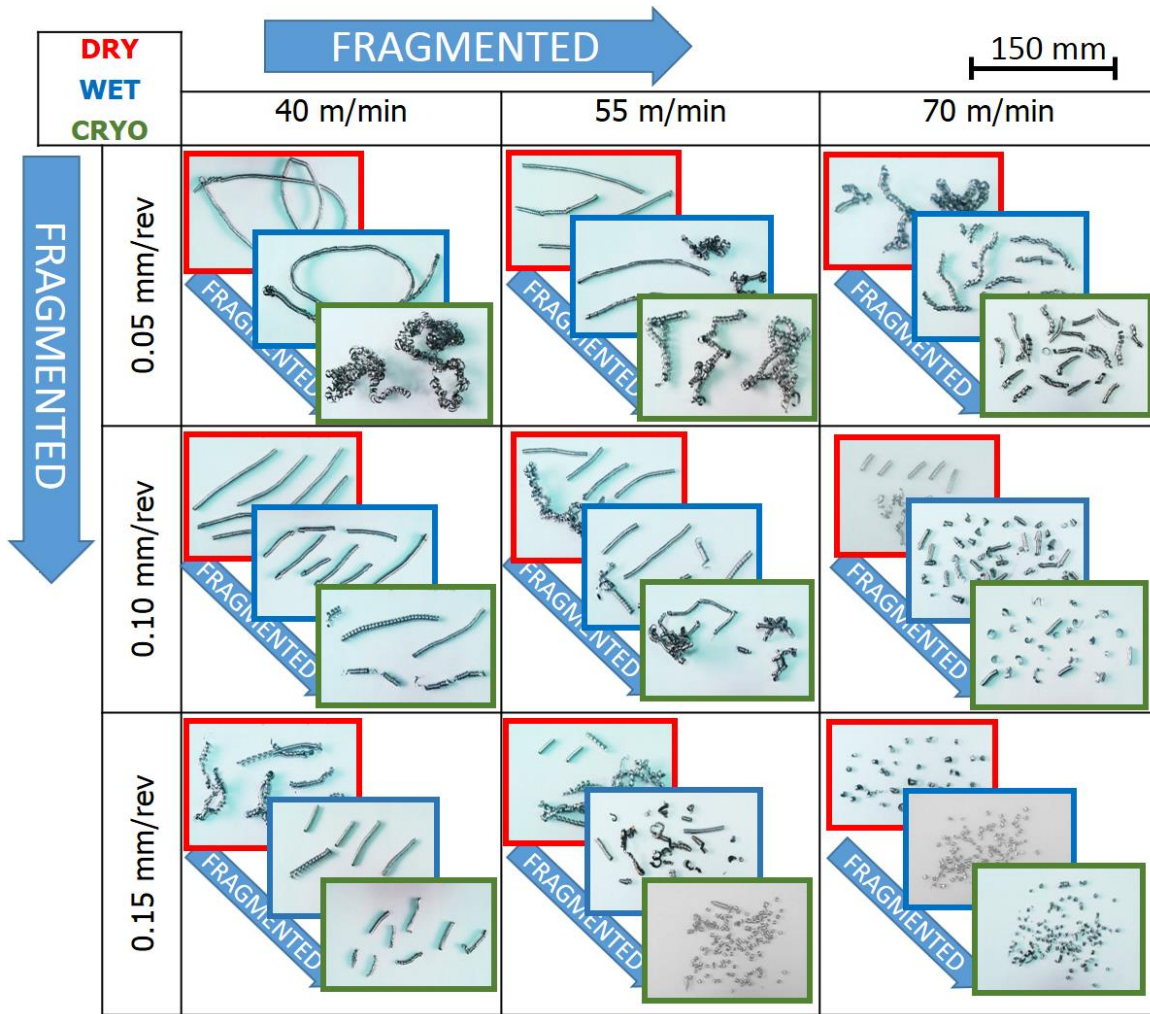 DRY
WET
CRYO
FRAGMENTED
150 mm
40 m/min
55 m/min
70 m/min
FRAGMENTED
0.05 mm/rev
FRAGMENTED
FRAGMENTED
FRAGMENTED
0.10 mm/rev
FRAGMENTED
FRAGMENTED
FRAGMENTED
0.15 mm/rev
FRAGMENTED
FRAGMENTED
FRAGMENTED